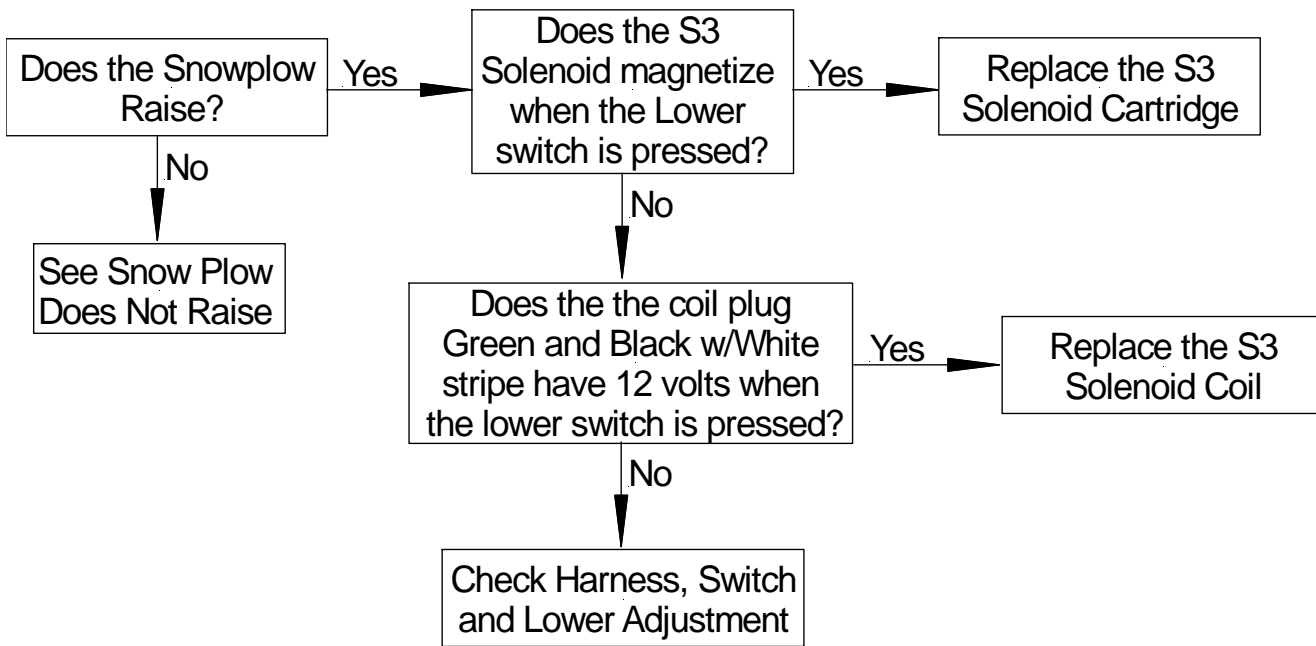 Does the Snowplow
Raise?
Yes
Does the S3
Solenoid magnetize
when the Lower
switch is pressed?
Yes
Replace the S3
Solenoid Cartridge
No
See Snow Plow
Does Not Raise
No
Does the the coil plug
Green and Black w/White
stripe have 12 volts when
the lower switch is pressed?
Yes
Replace the S3
Solenoid Coil
No
Check Harness, Switch
and Lower Adjustment